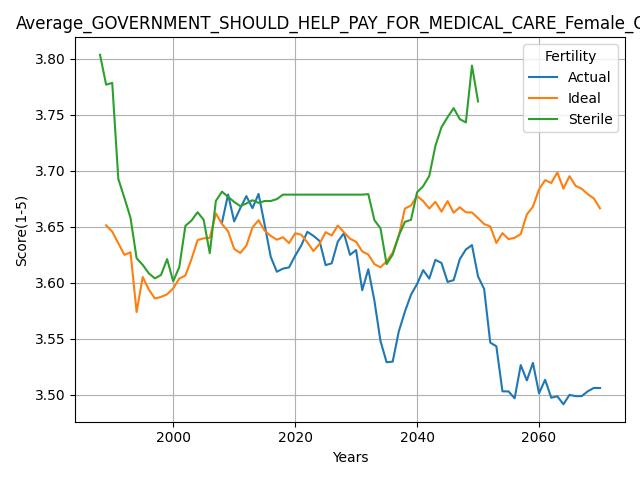 Average_GOVERNMENT_SHOULD_HELP_PAY_FOR_MEDICAL_CARE_Female_
Fertility
Actual
Ideal
Sterile
3.80
3.75
3.70
3.65
3.60
3.55
3.50
Score(1-5)
2000
2020
2040
2060
Years